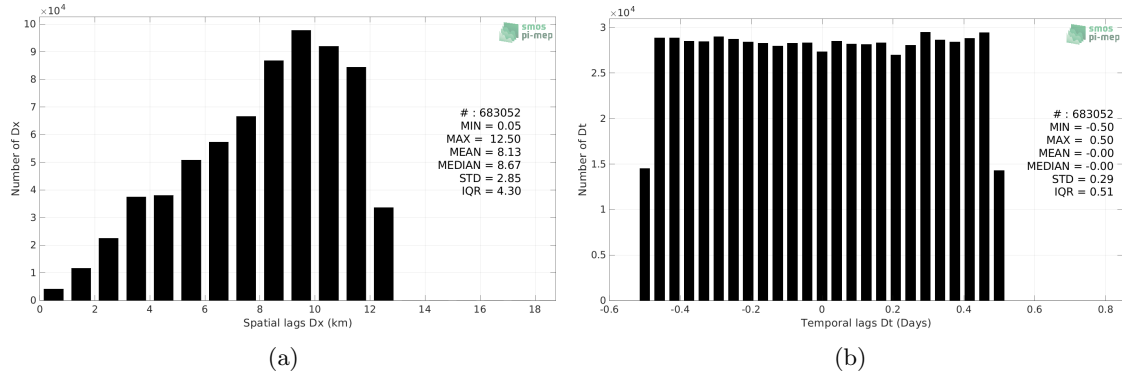 ×10⁴
10
9
8
7
6
5
4
3
2
1
0
Number of Dx
0 2 4 6 8 10 12 14 16 18
Spatial lags Dx (km)
smos
pi-mep
# : 683052
MIN = 0.05
MAX = 12.50
MEAN = 8.13
MEDIAN = 8.67
STD = 2.85
IQR = 4.30
(a)
×10⁴
3
2.5
2
1.5
1
0.5
0
Number of Dt
-0.6 -0.4 -0.2 0 0.2 0.4 0.6 0.8
Temporal lags Dt (Days)
smos
pi-mep
# : 683052
MIN = -0.50
MAX = 0.50
MEAN = -0.00
MEDIAN = -0.00
STD = 0.29
IQR = 0.51
(b)